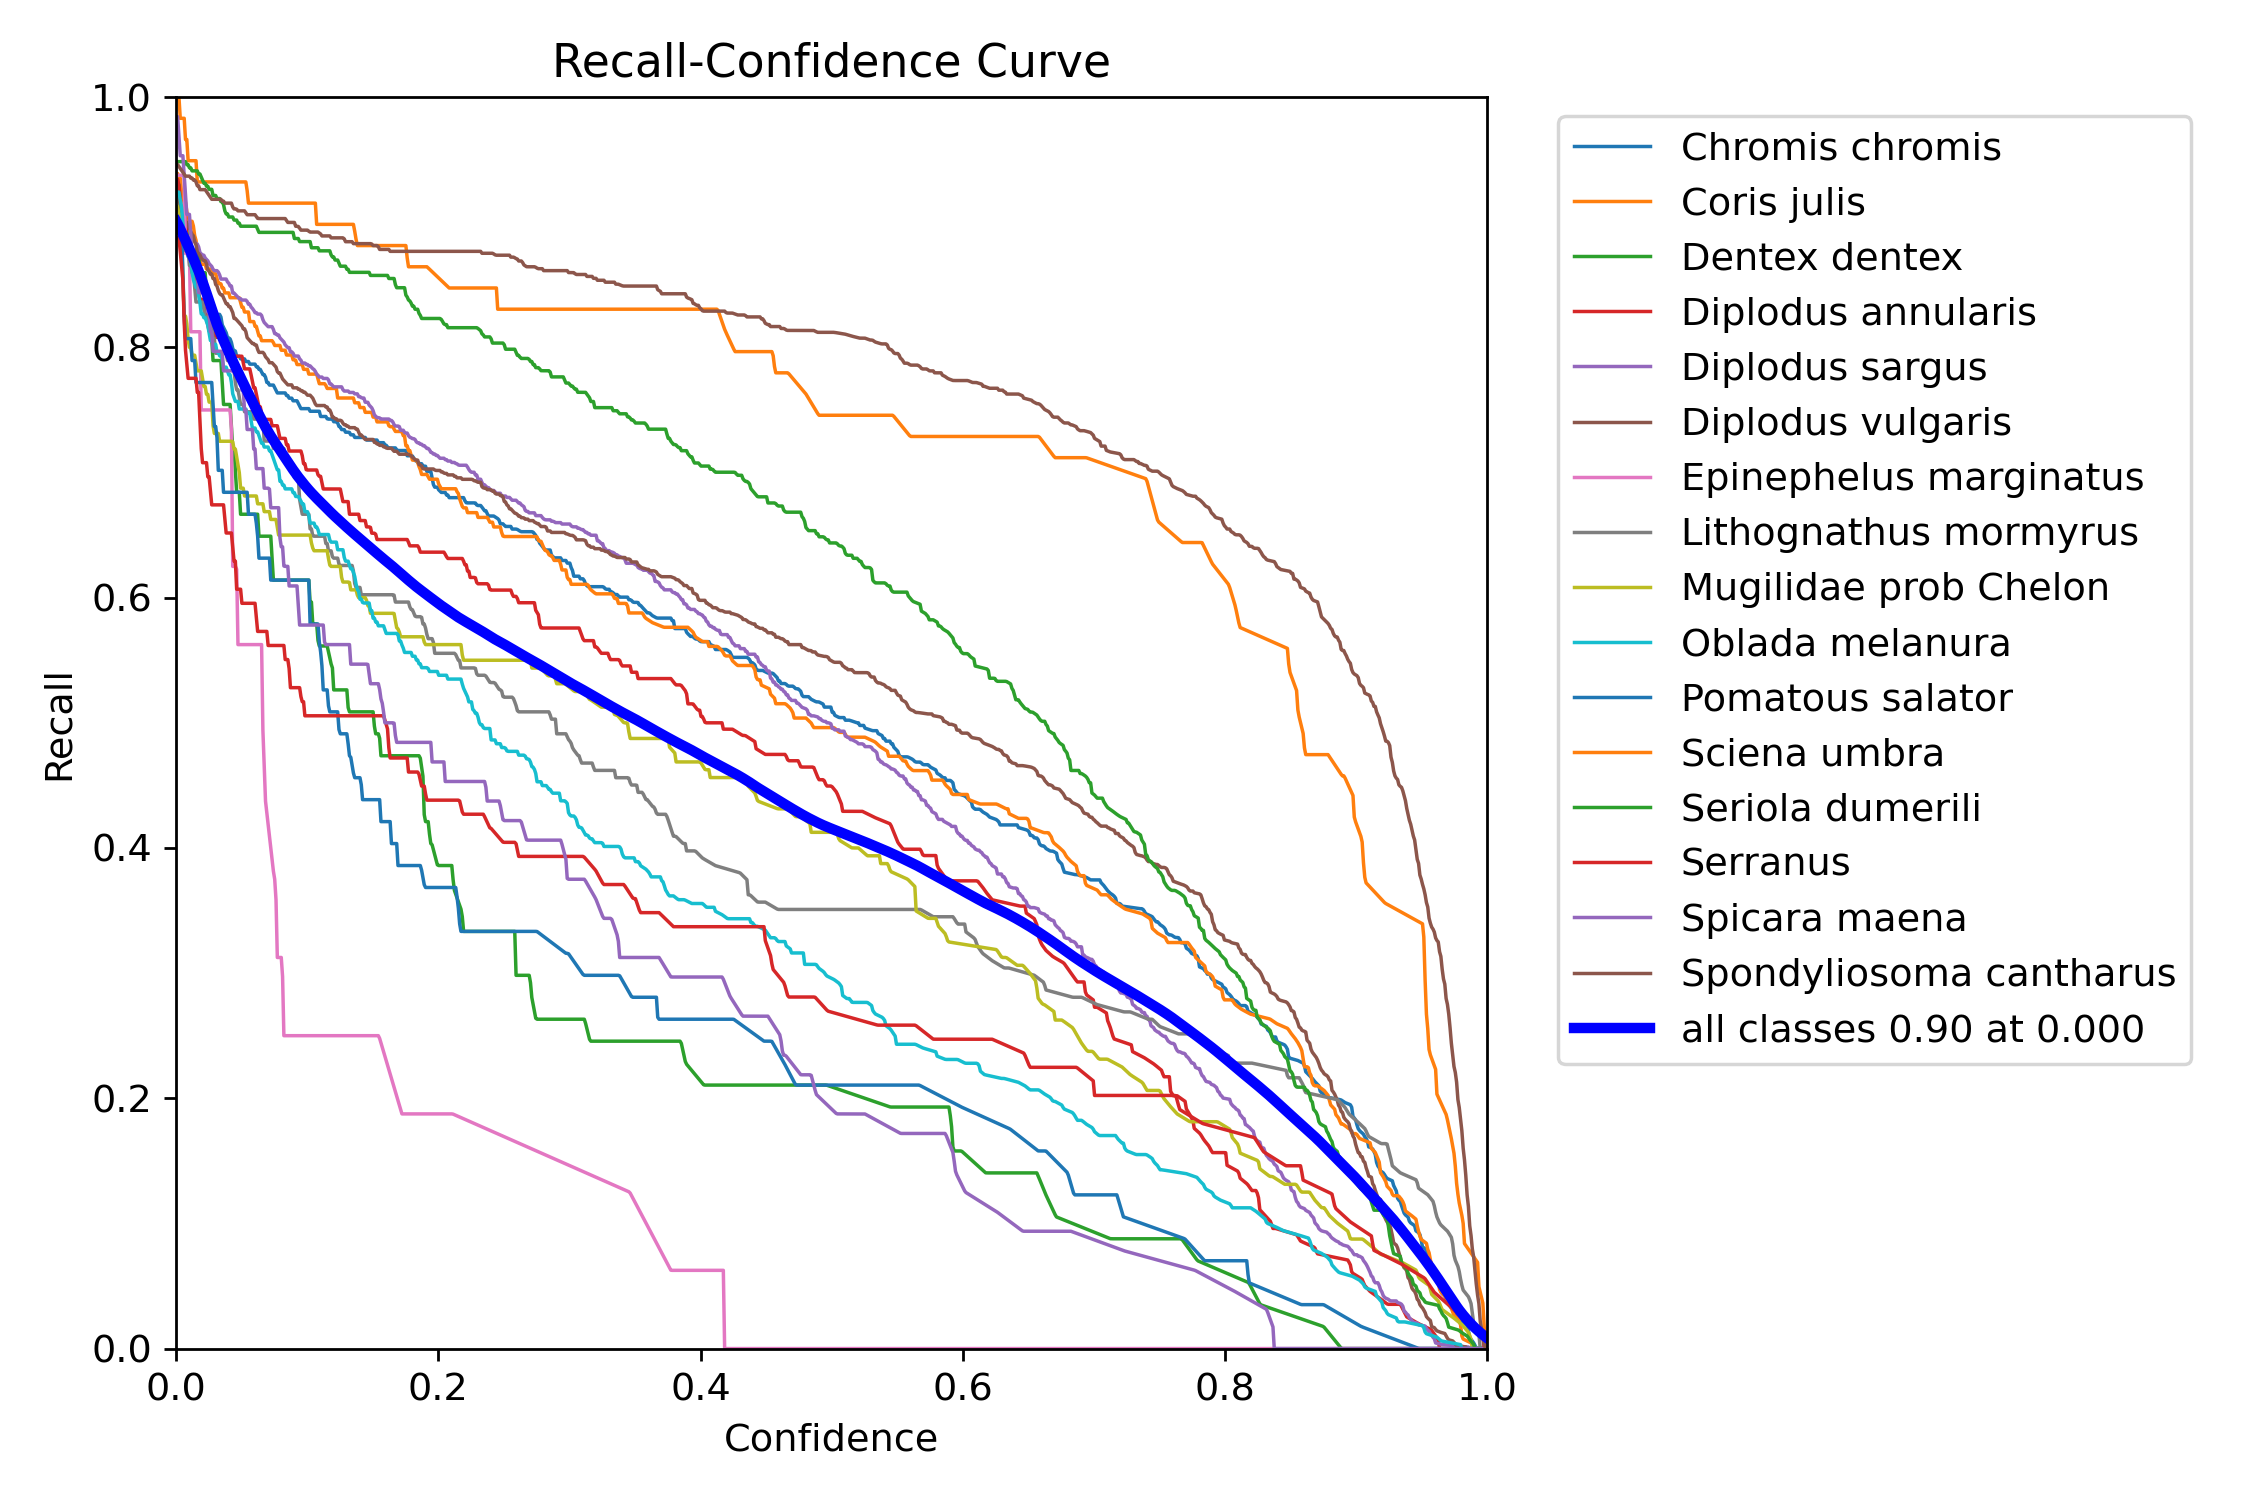 Recall-Confidence Curve
1.0
0.8
0.6
0.4
0.2
0.0
Recall
0.0 0.2 0.4 0.6 0.8 1.0
Confidence
Chromis chromis
Coris julis
Dentex dentex
Diplodus annularis
Diplodus sargus
Diplodus vulgaris
Epinephelus marginatus
Lithognathus mormyrus
Mugilidae prob Chelon
Oblada melanura
Pomatous salator
Sciena umbra
Seriola dumerili
Serranus
Spicara maena
Spondyliosoma cantharus
all classes 0.90 at 0.000